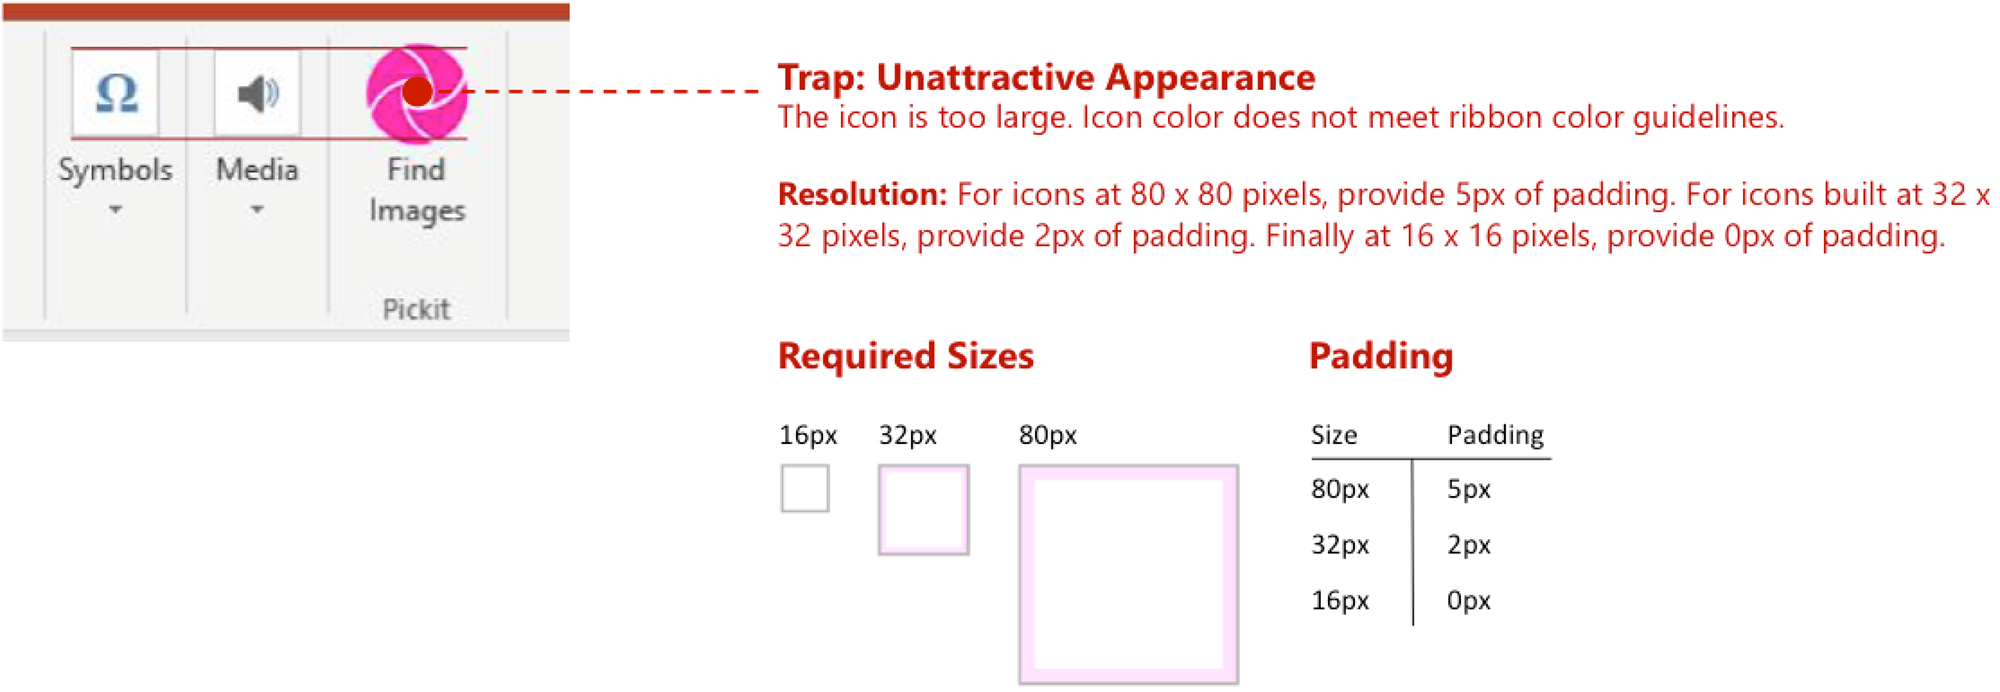 Ω
Symbols
Media
Find
Images
Pickit
Trap: Unattractive Appearance
The icon is too large. Icon color does not meet ribbon color guidelines.
Resolution: For icons at 80 x 80 pixels, provide 5px of padding. For icons built at 32 x
32 pixels, provide 2px of padding. Finally at 16 x 16 pixels, provide 0px of padding.
Required Sizes
16px 32px 80px
Padding
Size Padding
80px 5px
32px 2px
16px 0px